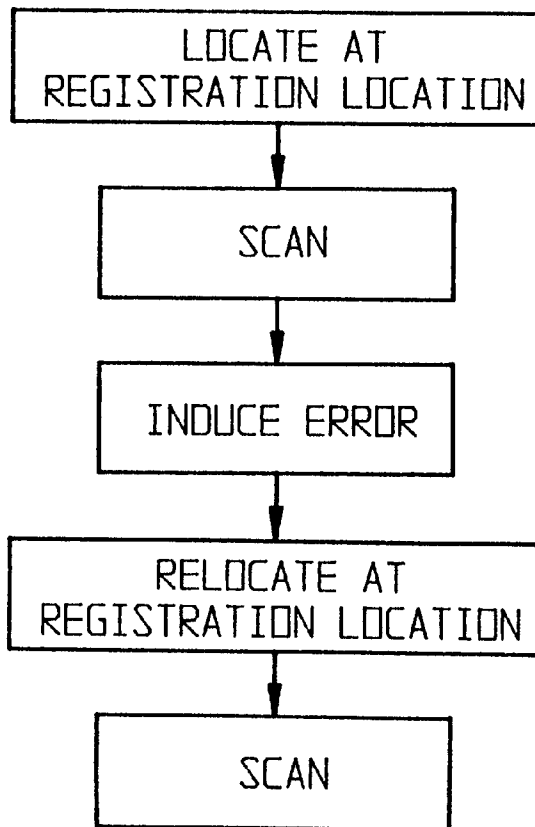 LOCATE AT
REGISTRATION LOCATION
SCAN
INDUCE ERROR
RELOCATE AT
REGISTRATION LOCATION
SCAN